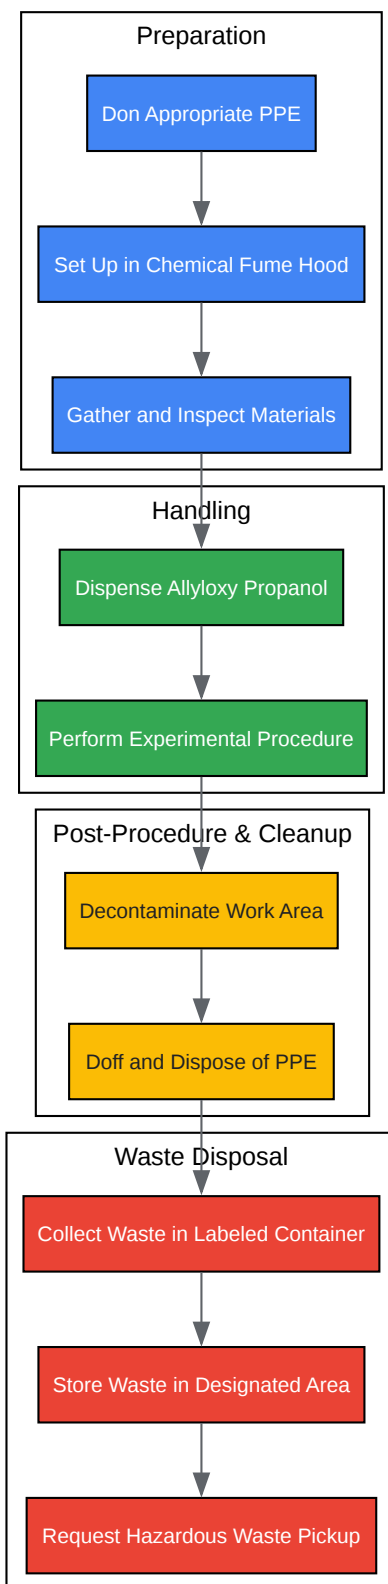 Preparation
Don Appropriate PPE
Set Up in Chemical Fume Hood
Gather and Inspect Materials
Handling
Dispense Allyloxy Propanol
Perform Experimental Procedure
Post-Procedure & Cleanup
Decontaminate Work Area
Doff and Dispose of PPE
Waste Disposal
Collect Waste in Labeled Container
Store Waste in Designated Area
Request Hazardous Waste Pickup